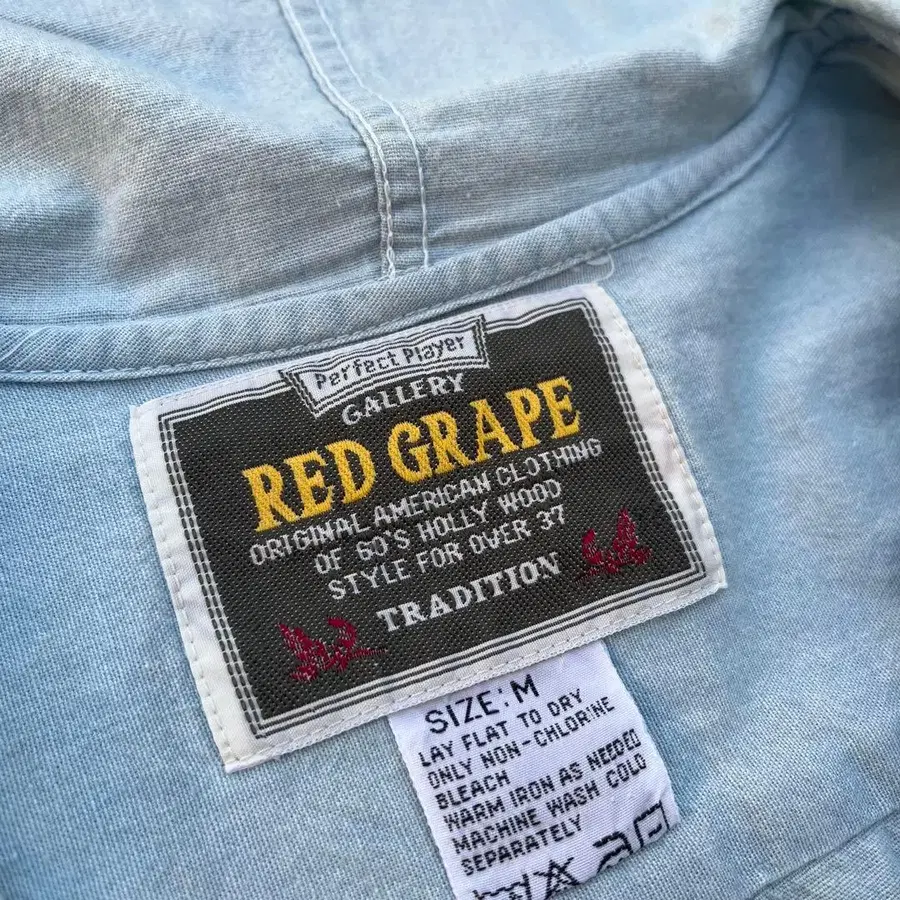 Perfect Player
GALLERY
RED GRAPE
ORIGINAL AMERICAN CLOTHING
OF 60'S HOLLY WOOD
STYLE FOR OVER 37
TRADITION
SIZE: M
LAY FLAT TO DRY
ONLY NON-CHLORINE
BLEACH
WARM IRON AS NEEDED
MACHINE WASH COLD
SEPARATELY